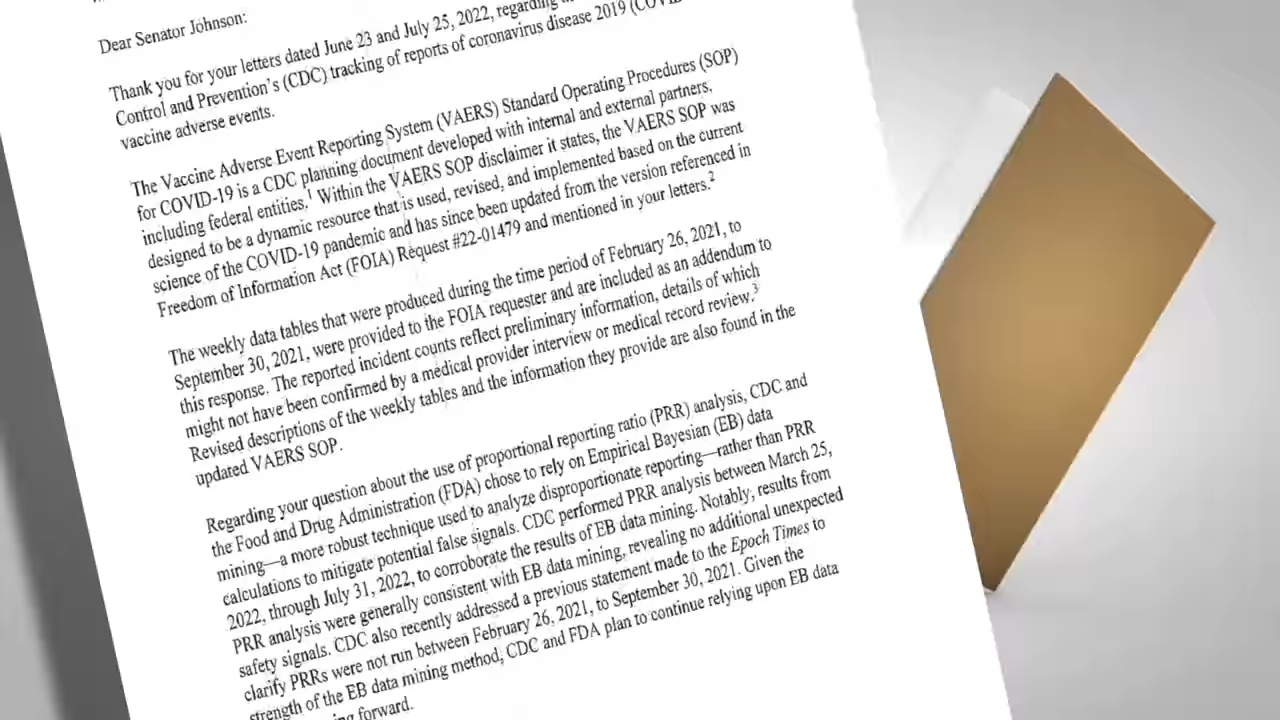 Dear Senator Johnson:
Thank you for your letters dated June 23 and July 25, 2022, regarding
Control and Prevention's (CDC) tracking of reports of coronavirus disease 2019 (COVID
vaccine adverse events.
The Vaccine Adverse Event Reporting System (VAERS) Standard Operating Procedures (SOP)
for COVID-19 is a CDC planning document developed with internal and external partners,
including federal entities.1 Within the VAERS SOP disclaimer it states, the VAERS SOP was
designed to be a dynamic resource that is used, revised, and implemented based on the current
science of the COVID-19 pandemic and has since been updated from the version referenced in
Freedom of Information Act (FOIA) Request #22-01479 and mentioned in your letters.2
The weekly data tables that were produced during the time period of February 26, 2021, to
September 30, 2021, were provided to the FOIA requester and are included as an addendum to
this response. The reported incident counts reflect preliminary information, details of which
might not have been confirmed by a medical provider interview or medical record review.3
Revised descriptions of the weekly tables and the information they provide are also found in the
updated VAERS SOP.
Regarding your question about the use of proportional reporting ratio (PRR) analysis, CDC and
the Food and Drug Administration (FDA) chose to rely on Empirical Bayesian (EB) data
mining—a more robust technique used to analyze disproportionate reporting—rather than PRR
calculations to mitigate potential false signals. CDC performed PRR analysis between March 25,
2022, through July 31, 2022, to corroborate the results of EB data mining. Notably, results from
PRR analysis were generally consistent with EB data mining, revealing no additional unexpected
safety signals. CDC also recently addressed a previous statement made to the Epoch Times to
clarify PRRs were not run between February 26, 2021, to September 30, 2021. Given the
strength of the EB data mining method, CDC and FDA plan to continue relying upon EB data
forward.